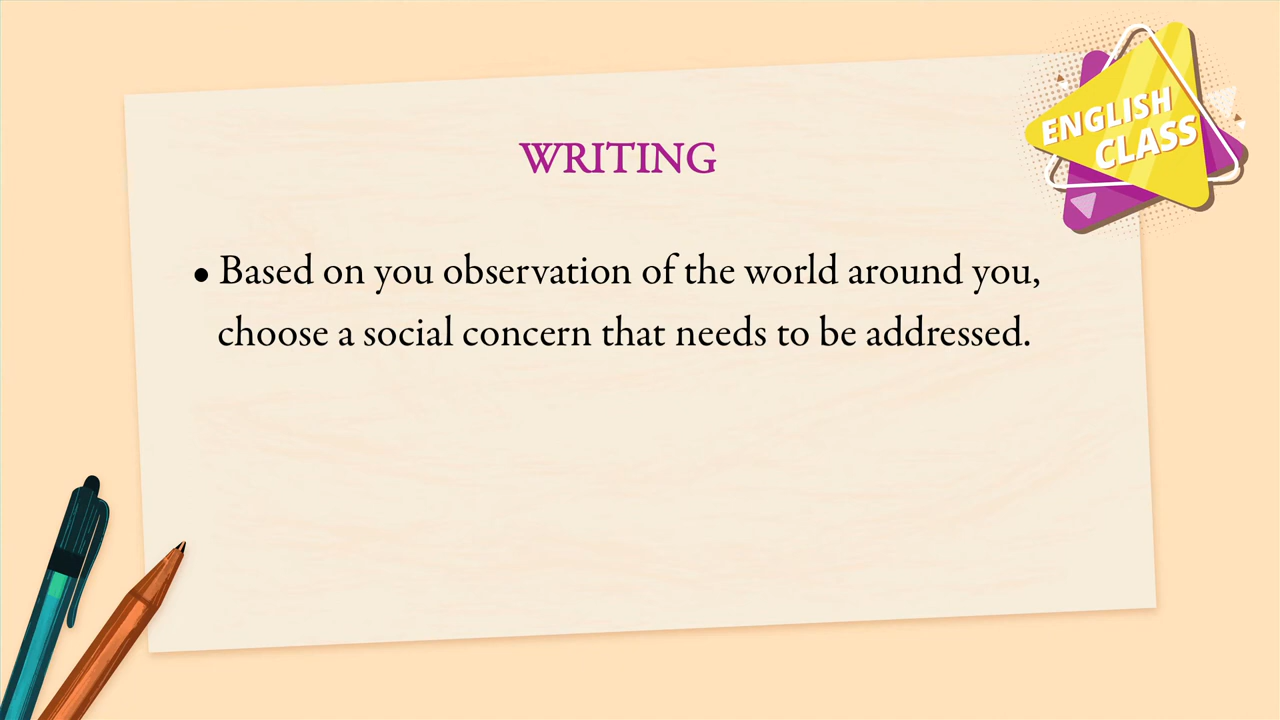 ENGLISH
CLASS
WRITING
• Based on you observation of the world around you,
choose a social concern that needs to be addressed.